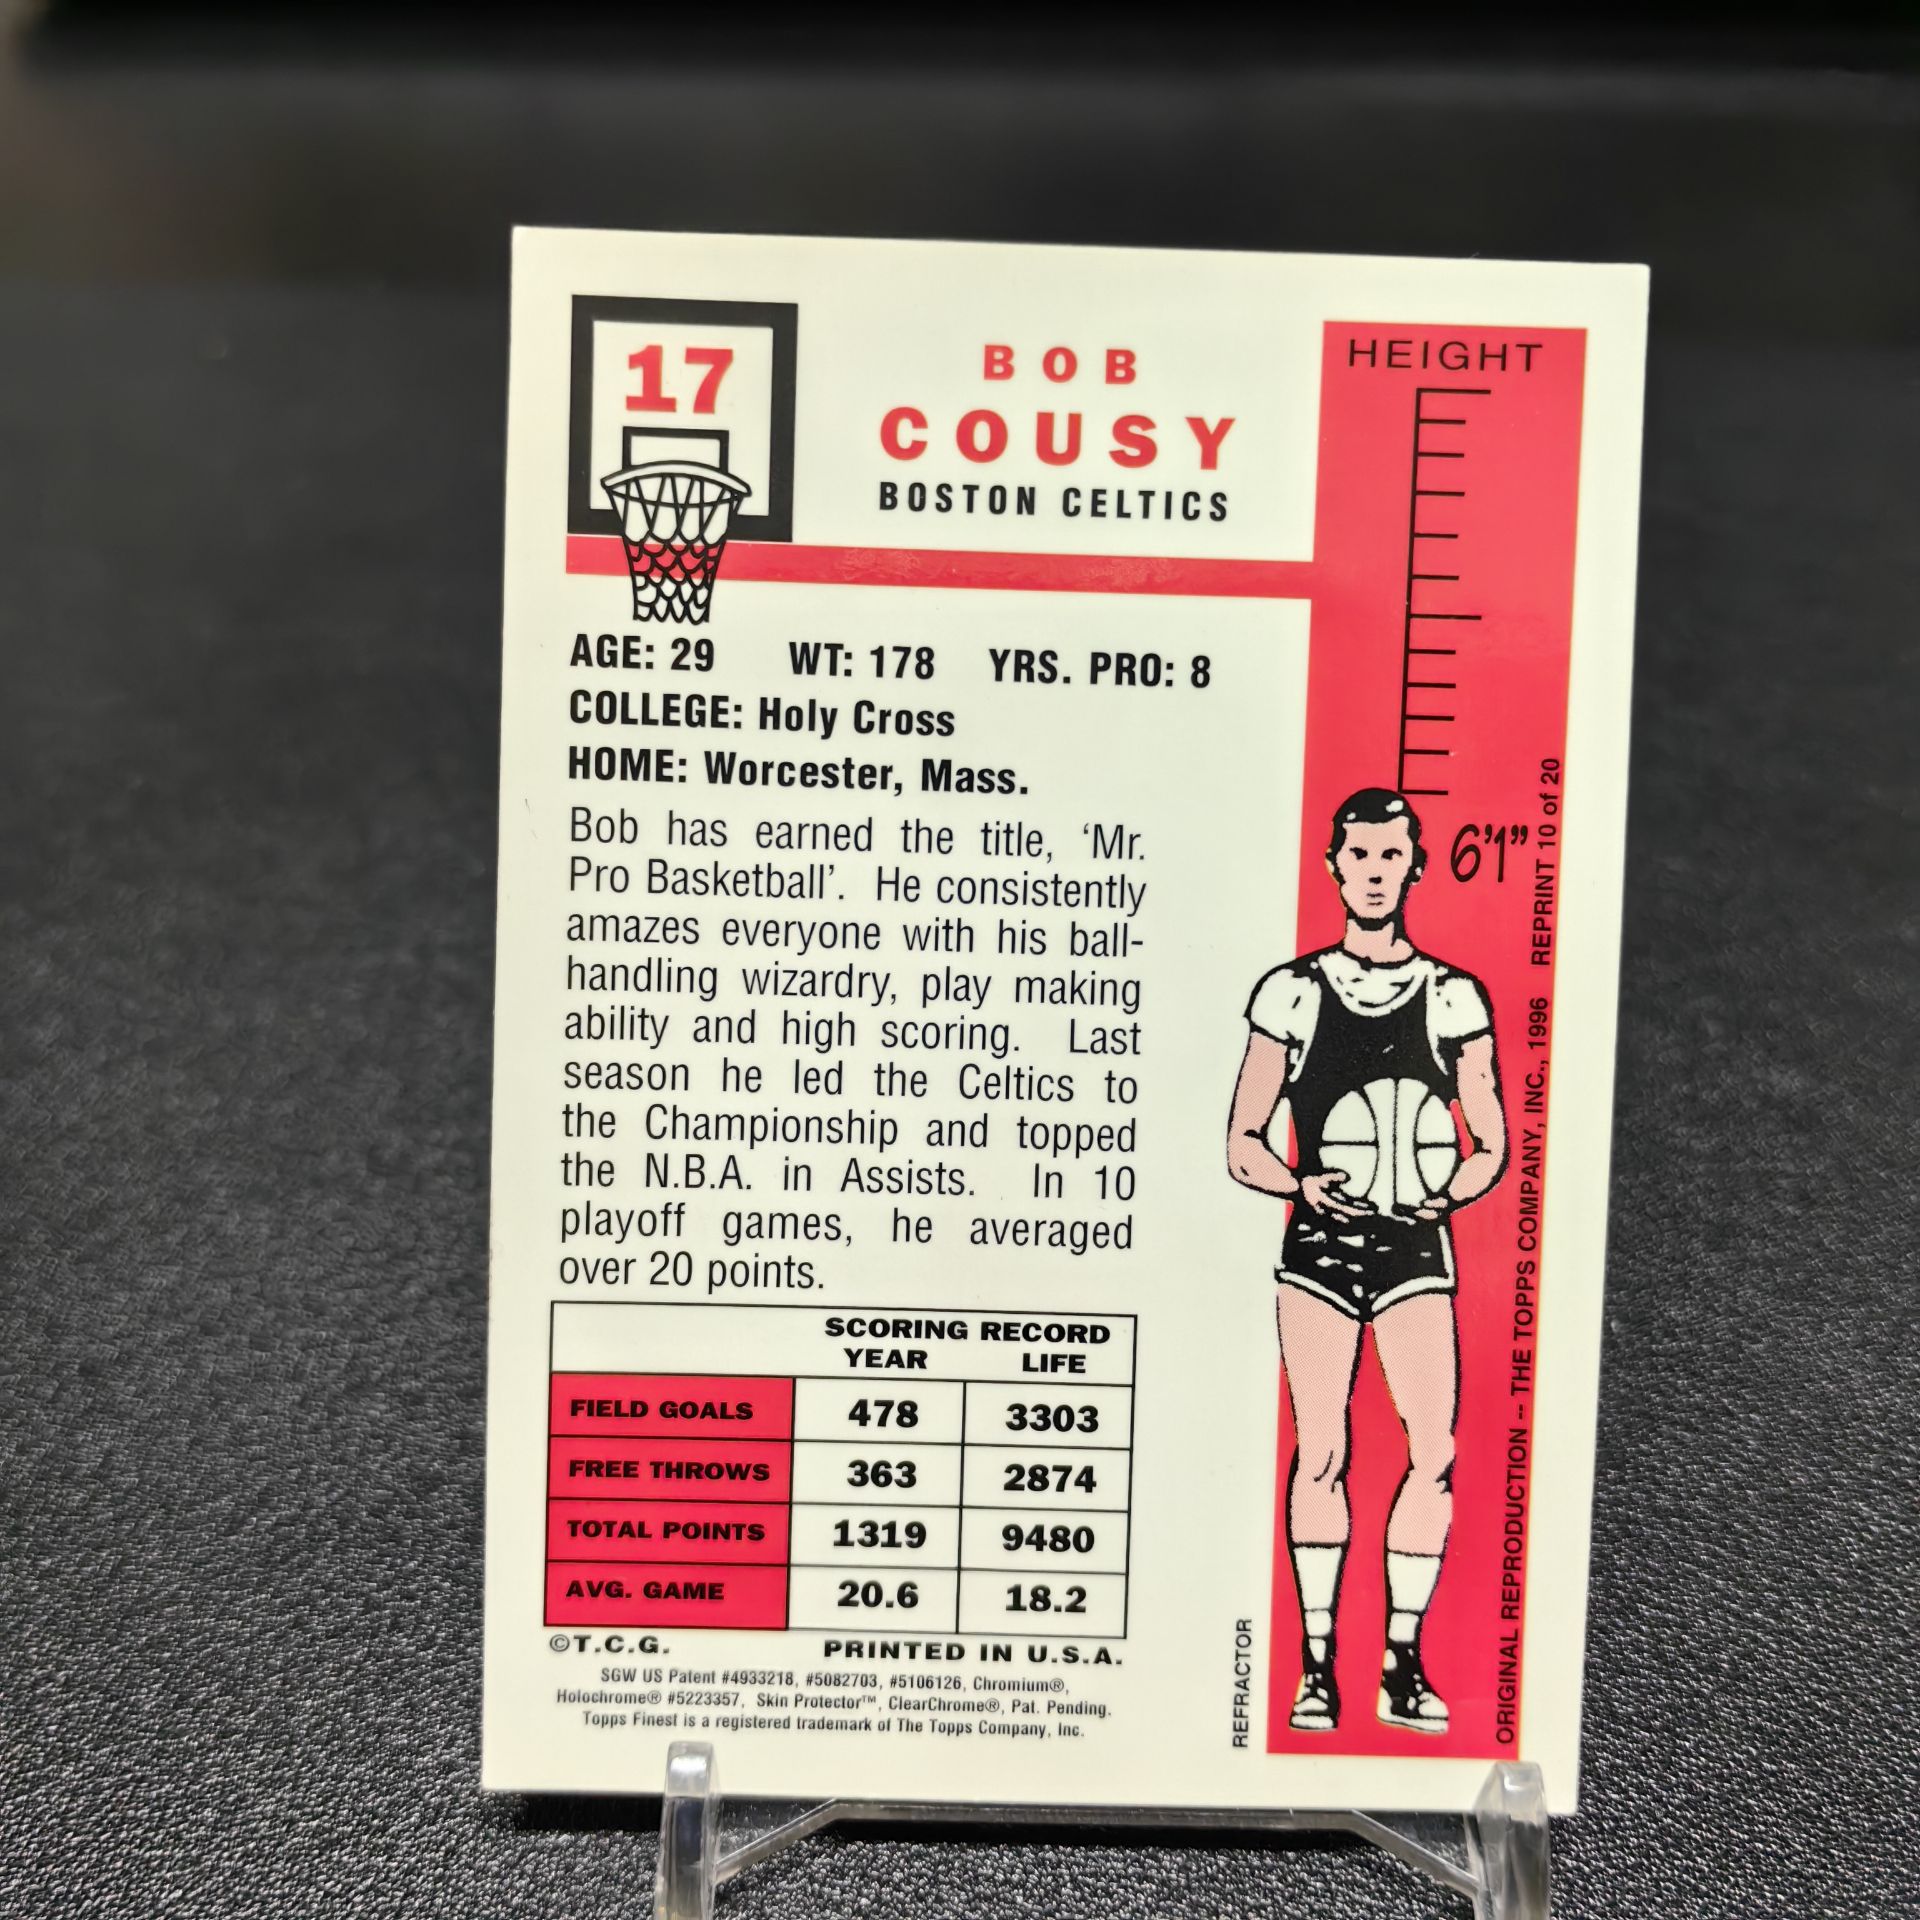 17
BOB
COUSY
BOSTON CELTICS
HEIGHT
AGE: 29 WT: 178 YRS. PRO: 8
COLLEGE: Holy Cross
HOME: Worcester, Mass.
Bob has earned the title, ‘Mr.
Pro Basketball’. He consistently
amazes everyone with his ball-
handling wizardry, play making
ability and high scoring. Last
season he led the Celtics to
the Championship and topped
the N.B.A. in Assists. In 10
playoff games, he averaged
over 20 points.
6'1"
SCORING RECORD
YEAR LIFE
FIELD GOALS 478 3303
FREE THROWS 363 2874
TOTAL POINTS 1319 9480
AVG. GAME 20.6 18.2
©T.C.G. PRINTED IN U.S.A.
SGW US Patent #4933218, #5082703, #5106126, Chromium®,
Holochrome® #5223357, Skin Protector™, ClearChrome®, Pat. Pending.
Topps Finest is a registered trademark of The Topps Company, Inc.
REFRACTOR
ORIGINAL REPRODUCTION -- THE TOPPS COMPANY, INC., 1996 REPRINT 10 of 20